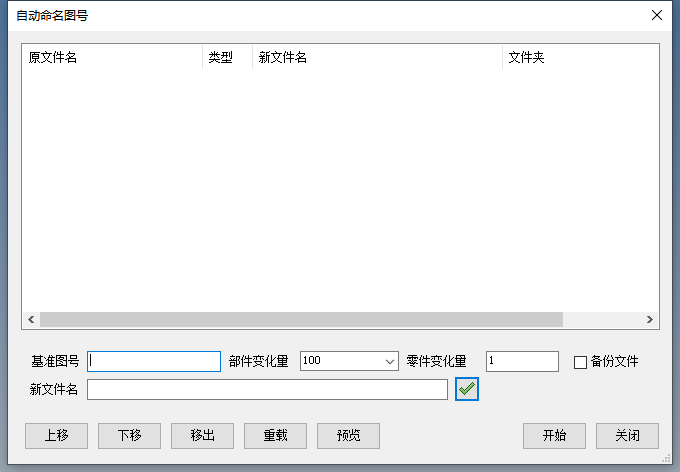 自动命名图号
原文件名 类型 新文件名 文件夹
基准图号 部件变化量 100 零件变化量 1 备份文件
新文件名
上移 下移 移出 重载 预览 开始 关闭